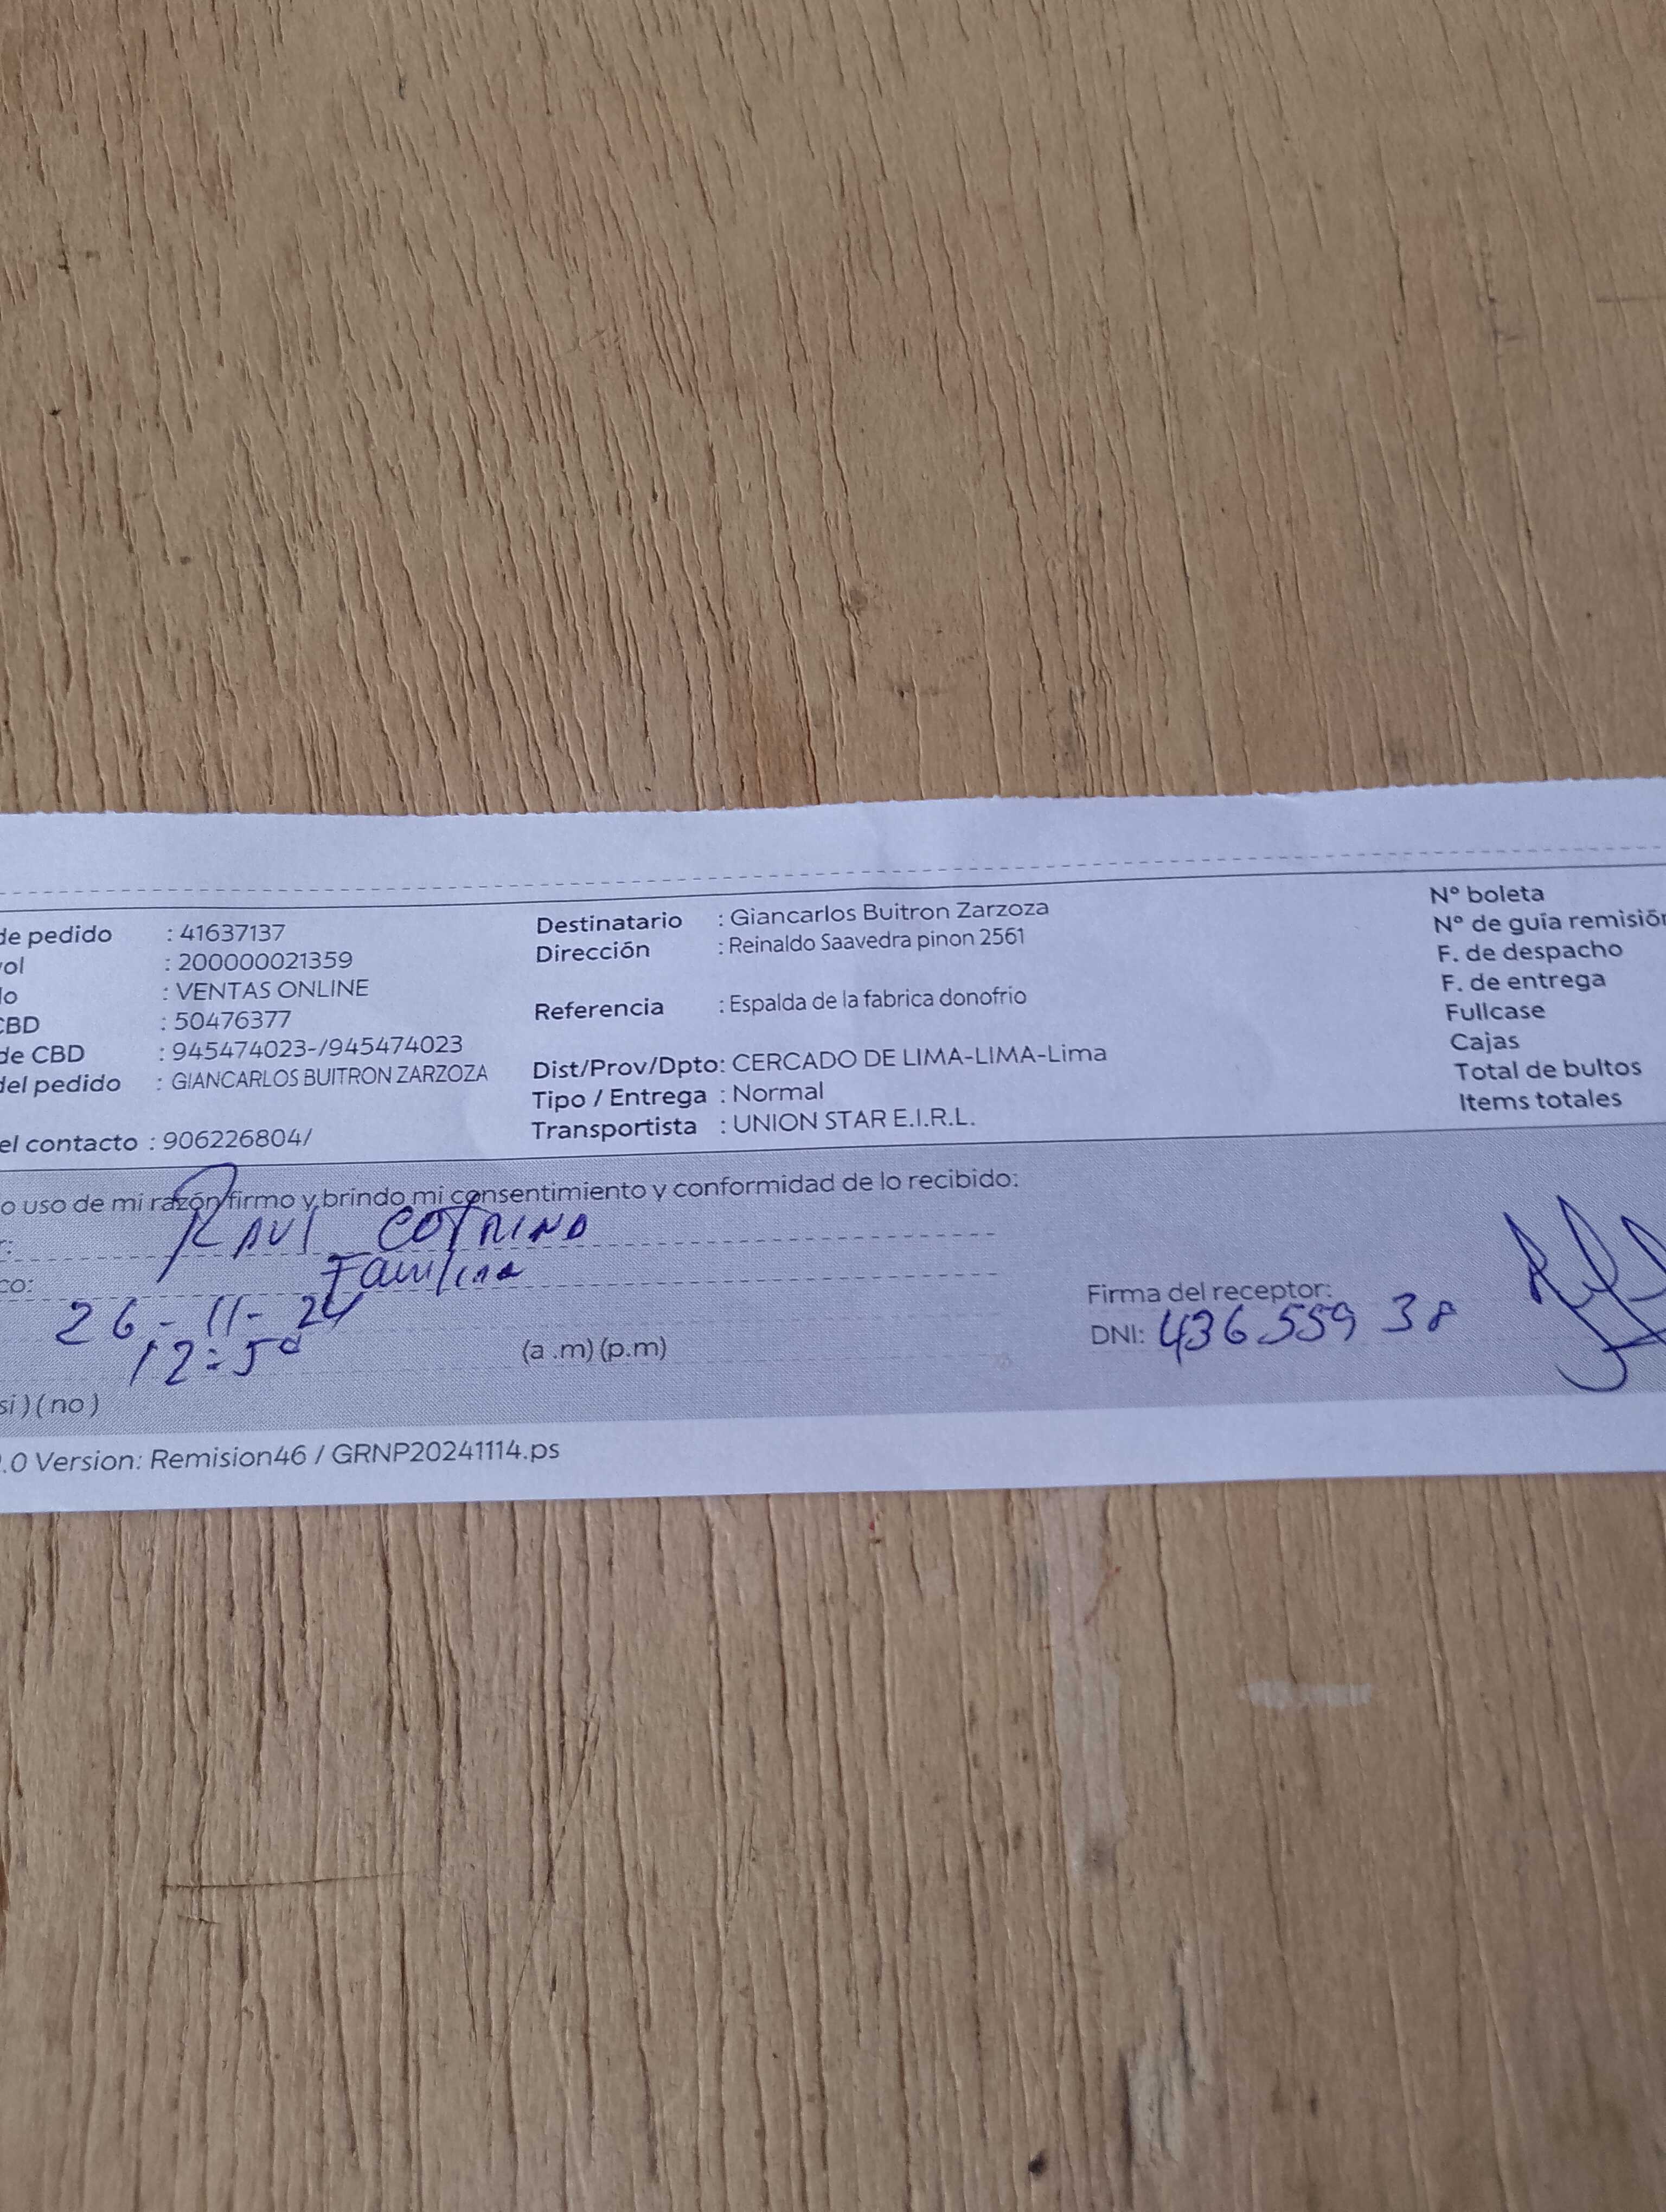 de pedido : 41637137
ol : 200000021359
lo : VENTAS ONLINE
CBD : 50476377
de CBD : 945474023-/945474023
del pedido : GIANCARLOS BUITRON ZARZOZA
el contacto : 906226804/
Destinatario : Giancarlos Buitron Zarzoza
Dirección : Reinaldo Saavedra pinon 2561
Referencia : Espalda de la fabrica donofrio
Dist/Prov/Dpto: CERCADO DE LIMA-LIMA-Lima
Tipo / Entrega : Normal
Transportista : UNION STAR E.I.R.L.
Nº boleta
Nº de guía remisión
F. de despacho
F. de entrega
Fullcase
Cajas
Total de bultos
Items totales
o uso de mi razón firmo y brindo mi consentimiento y conformidad de lo recibido:
r: RAUl COTRINO
co:
26-11-24
12:50 (a .m) (p.m)
si ) ( no )
Firma del receptor:
DNI: 43655938
.0 Version: Remision46 / GRNP20241114.ps